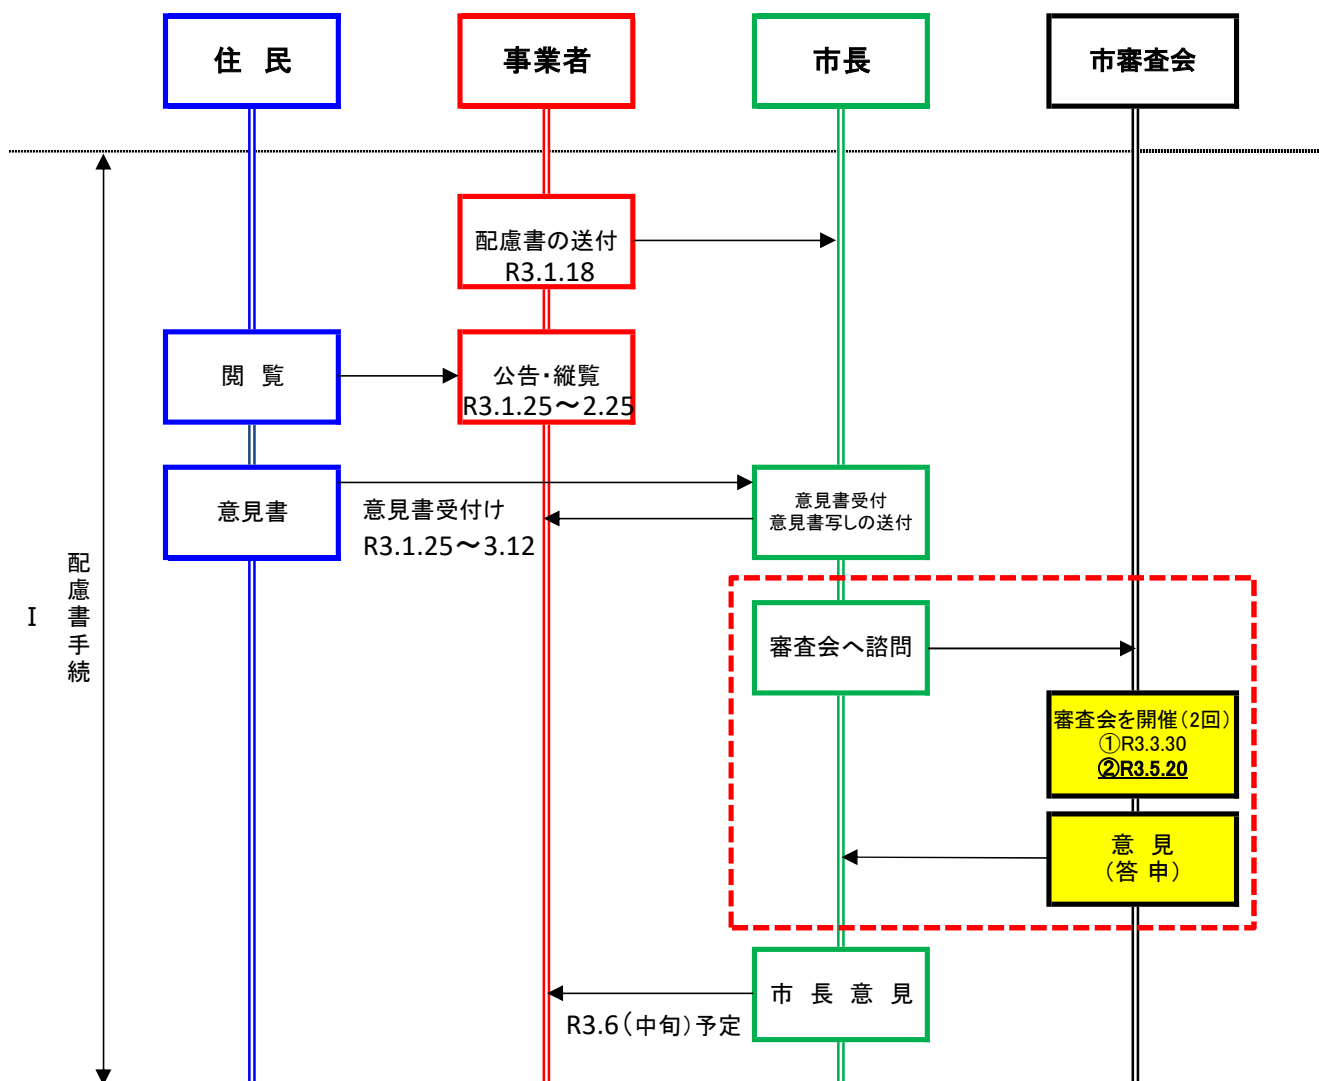 住 民
事業者
市長
市審査会
配慮書の送付
R3.1.18
閲 覧
公告・縦覧
R3.1.25～2.25
意見書
意見書受付け
R3.1.25～3.12
意見書受付
意見書写しの送付
Ⅰ
配慮書手続
審査会へ諮問
審査会を開催（2回）
①R3.3.30
②R3.5.20
意 見
（答 申）
市 長 意 見
R3.6（中旬）予定